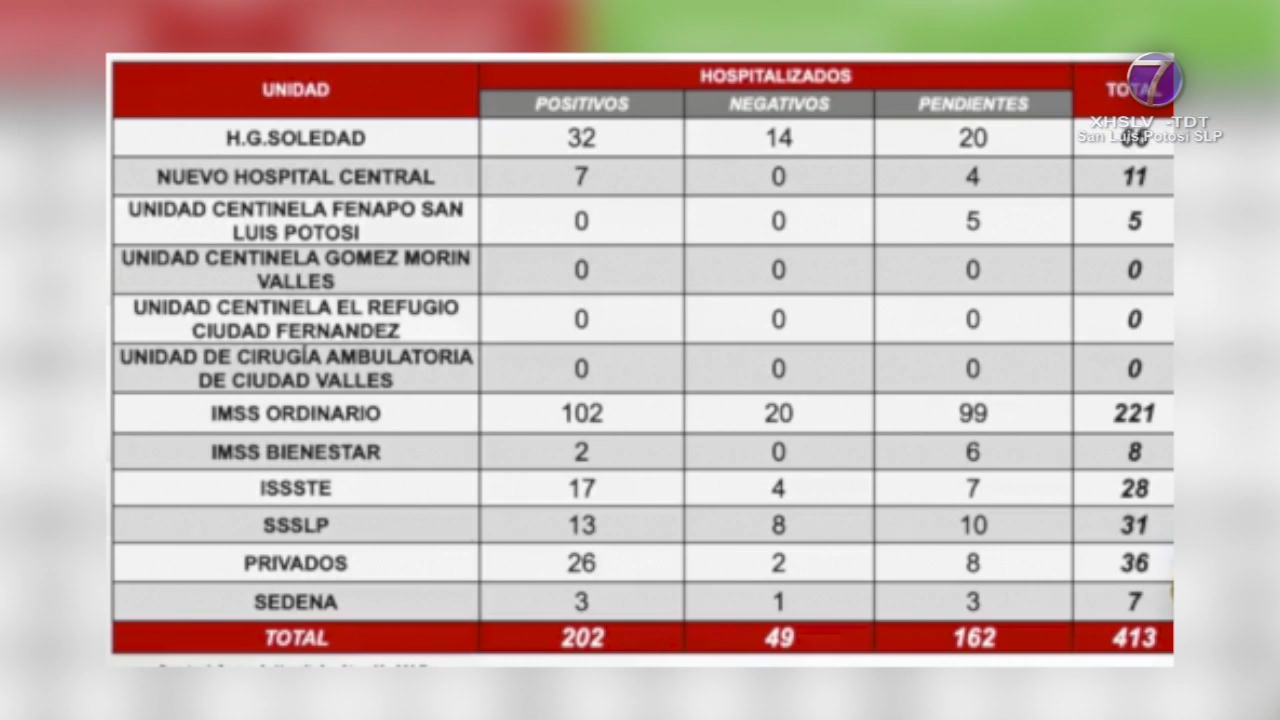 UNIDAD HOSPITALIZADOS TOTAL
POSITIVOS NEGATIVOS PENDIENTES
7
XHSLV -TDT
San Luis Potosí SLP
H.G.SOLEDAD 32 14 20
NUEVO HOSPITAL CENTRAL 7 0 4 11
UNIDAD CENTINELA FENAPO SAN
LUIS POTOSI 0 0 5 5
UNIDAD CENTINELA GOMEZ MORIN
VALLES 0 0 0 0
UNIDAD CENTINELA EL REFUGIO
CIUDAD FERNANDEZ 0 0 0 0
UNIDAD DE CIRUGÍA AMBULATORIA
DE CIUDAD VALLES 0 0 0 0
IMSS ORDINARIO 102 20 99 221
IMSS BIENESTAR 2 0 6 8
ISSSTE 17 4 7 28
SSSLP 13 8 10 31
PRIVADOS 26 2 8 36
SEDENA 3 1 3 7
TOTAL 202 49 162 413